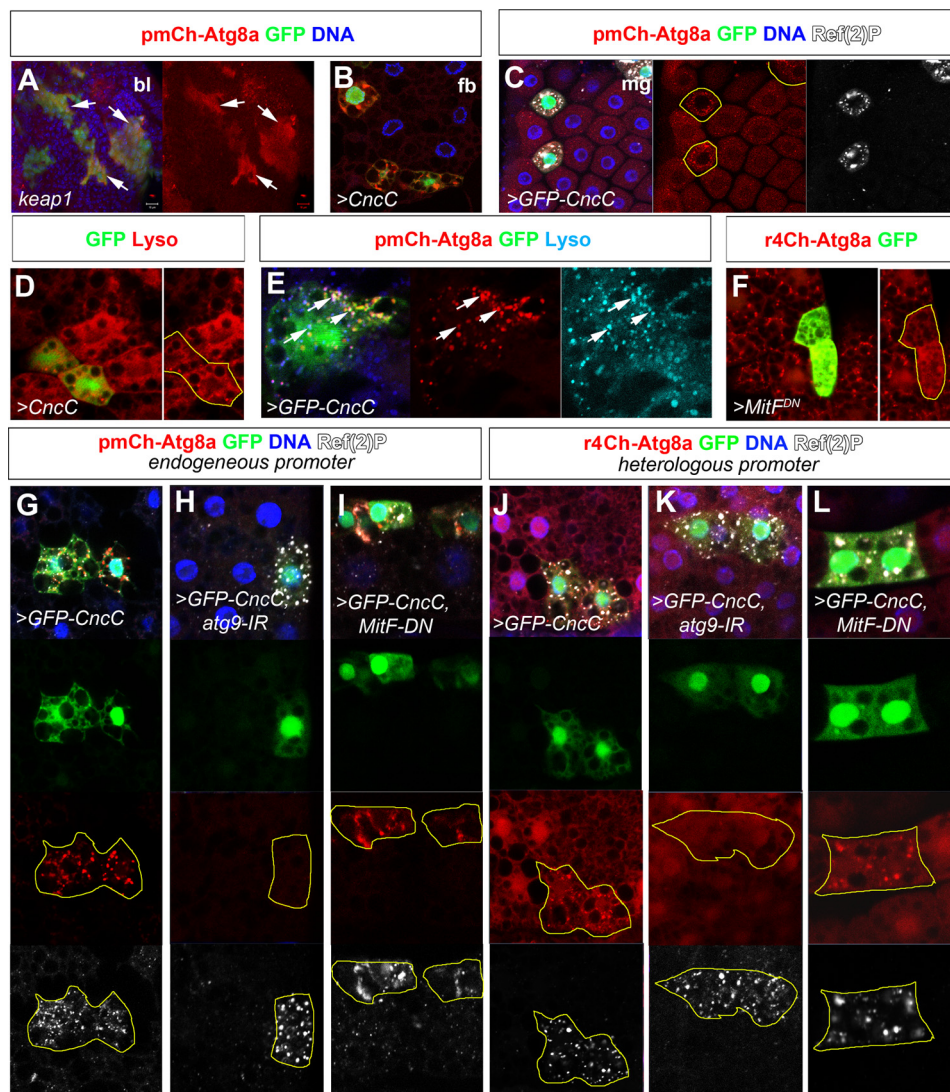 pmCh-Atg8a GFP DNA
pmCh-Atg8a GFP DNA Ref(2)P
A
bl
keap1
B
fb
>CncC
C
mg
>GFP-CncC
GFP Lyso
pmCh-Atg8a GFP Lyso
r4Ch-Atg8a GFP
D
>CncC
E
>GFP-CncC
F
>MitF^DN
pmCh-Atg8a GFP DNA Ref(2)P
endogeneous promoter
r4Ch-Atg8a GFP DNA Ref(2)P
heterologous promoter
G
>GFP-CncC
H
>GFP-CncC,
atg9-IR
I
>GFP-CncC,
MitF-DN
J
>GFP-CncC
K
>GFP-CncC,
atg9-IR
L
>GFP-CncC,
MitF-DN